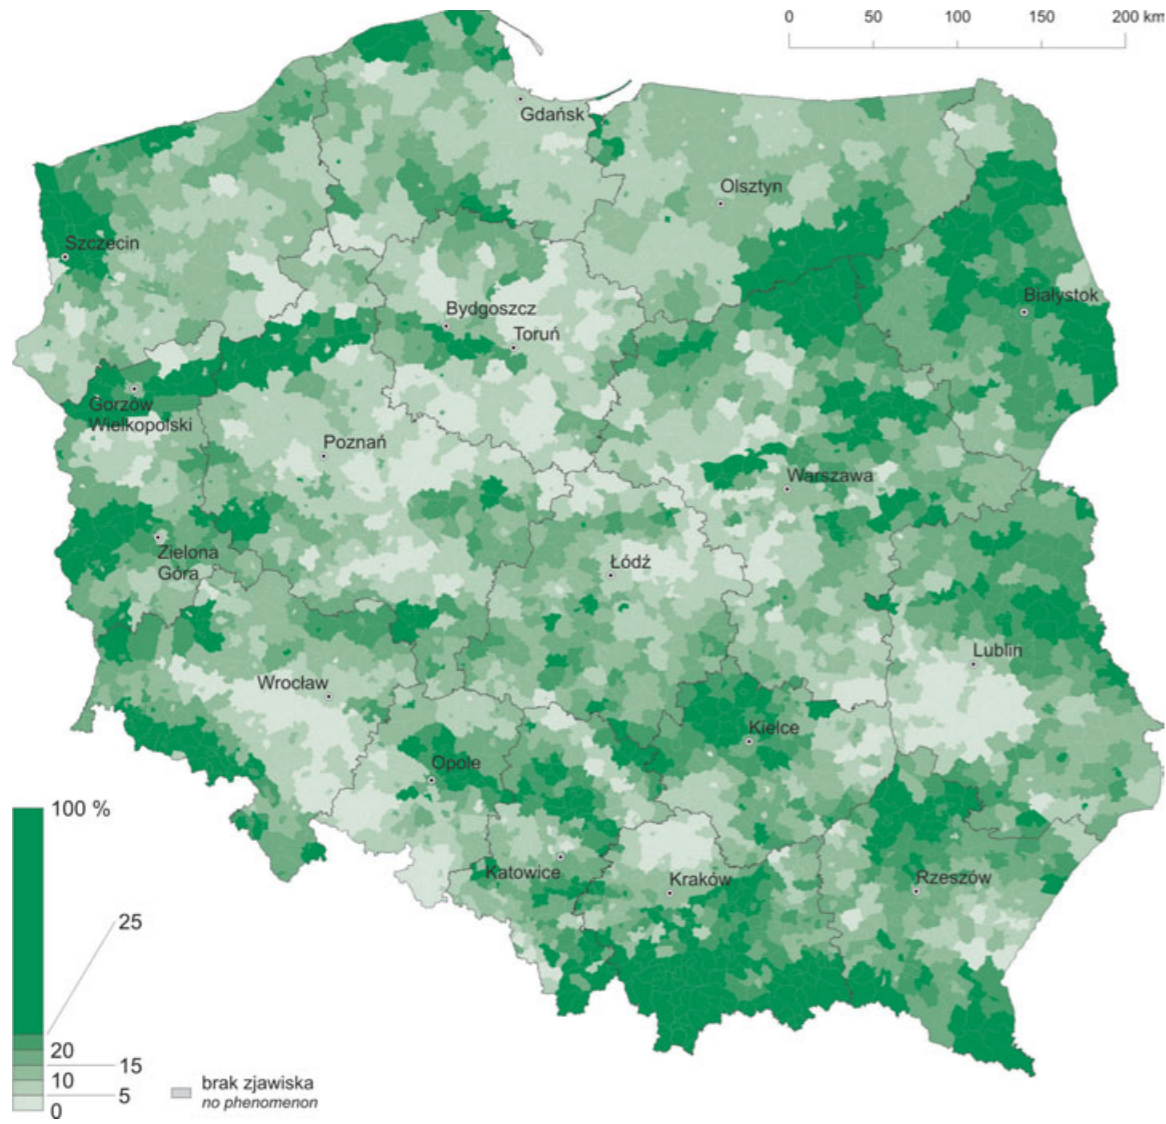 0 50 100 150 200 km
Gdańsk
Olsztyn
Szczecin
Białystok
Bydgoszcz
Toruń
Gorzów
Wielkopolski
Poznań
Warszawa
Zielona
Góra
Łódź
Lublin
Wrocław
Kielce
Opole
Katowice
Kraków
Rzeszów
100 %
25
20
15
10
5
0
brak zjawiska
no phenomenon